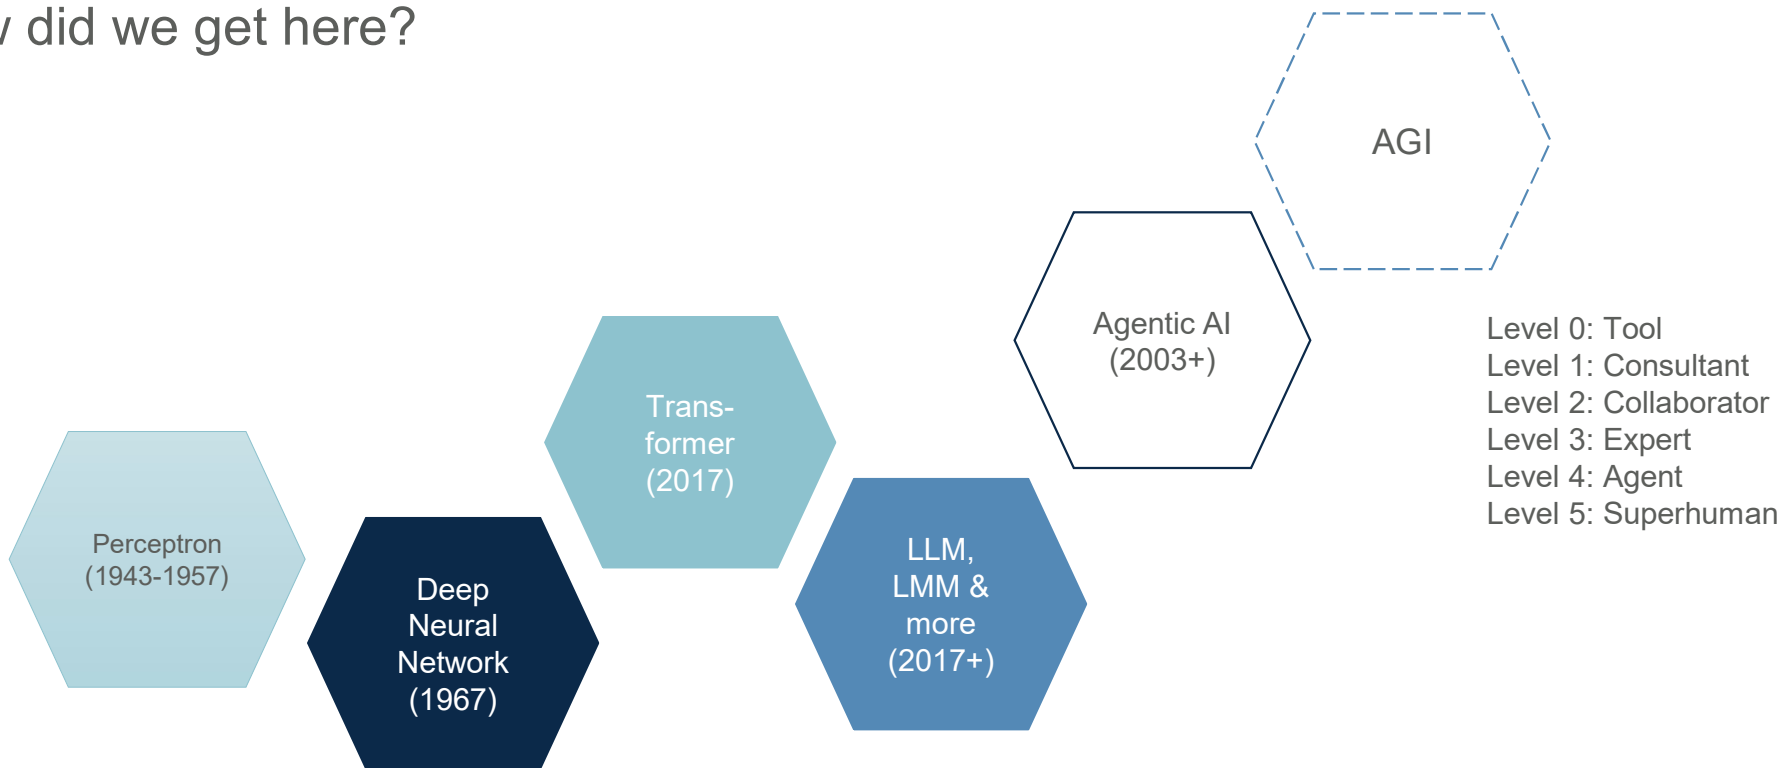 did we get here?
AGI
Agentic AI
(2003+)
Level 0: Tool
Level 1: Consultant
Level 2: Collaborator
Level 3: Expert
Level 4: Agent
Level 5: Superhuman
Trans-
former
(2017)
LLM,
LMM &
more
(2017+)
Perceptron
(1943-1957)
Deep
Neural
Network
(1967)